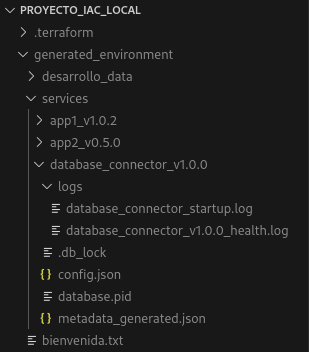 PROYECTO_IAC_LOCAL
.terraform
generated_environment
desarrollo_data
services
app1_v1.0.2
app2_v0.5.0
database_connector_v1.0.0
logs
database_connector_startup.log
database_connector_v1.0.0_health.log
.db_lock
{} config.json
database.pid
{} metadata_generated.json
bienvenida.txt